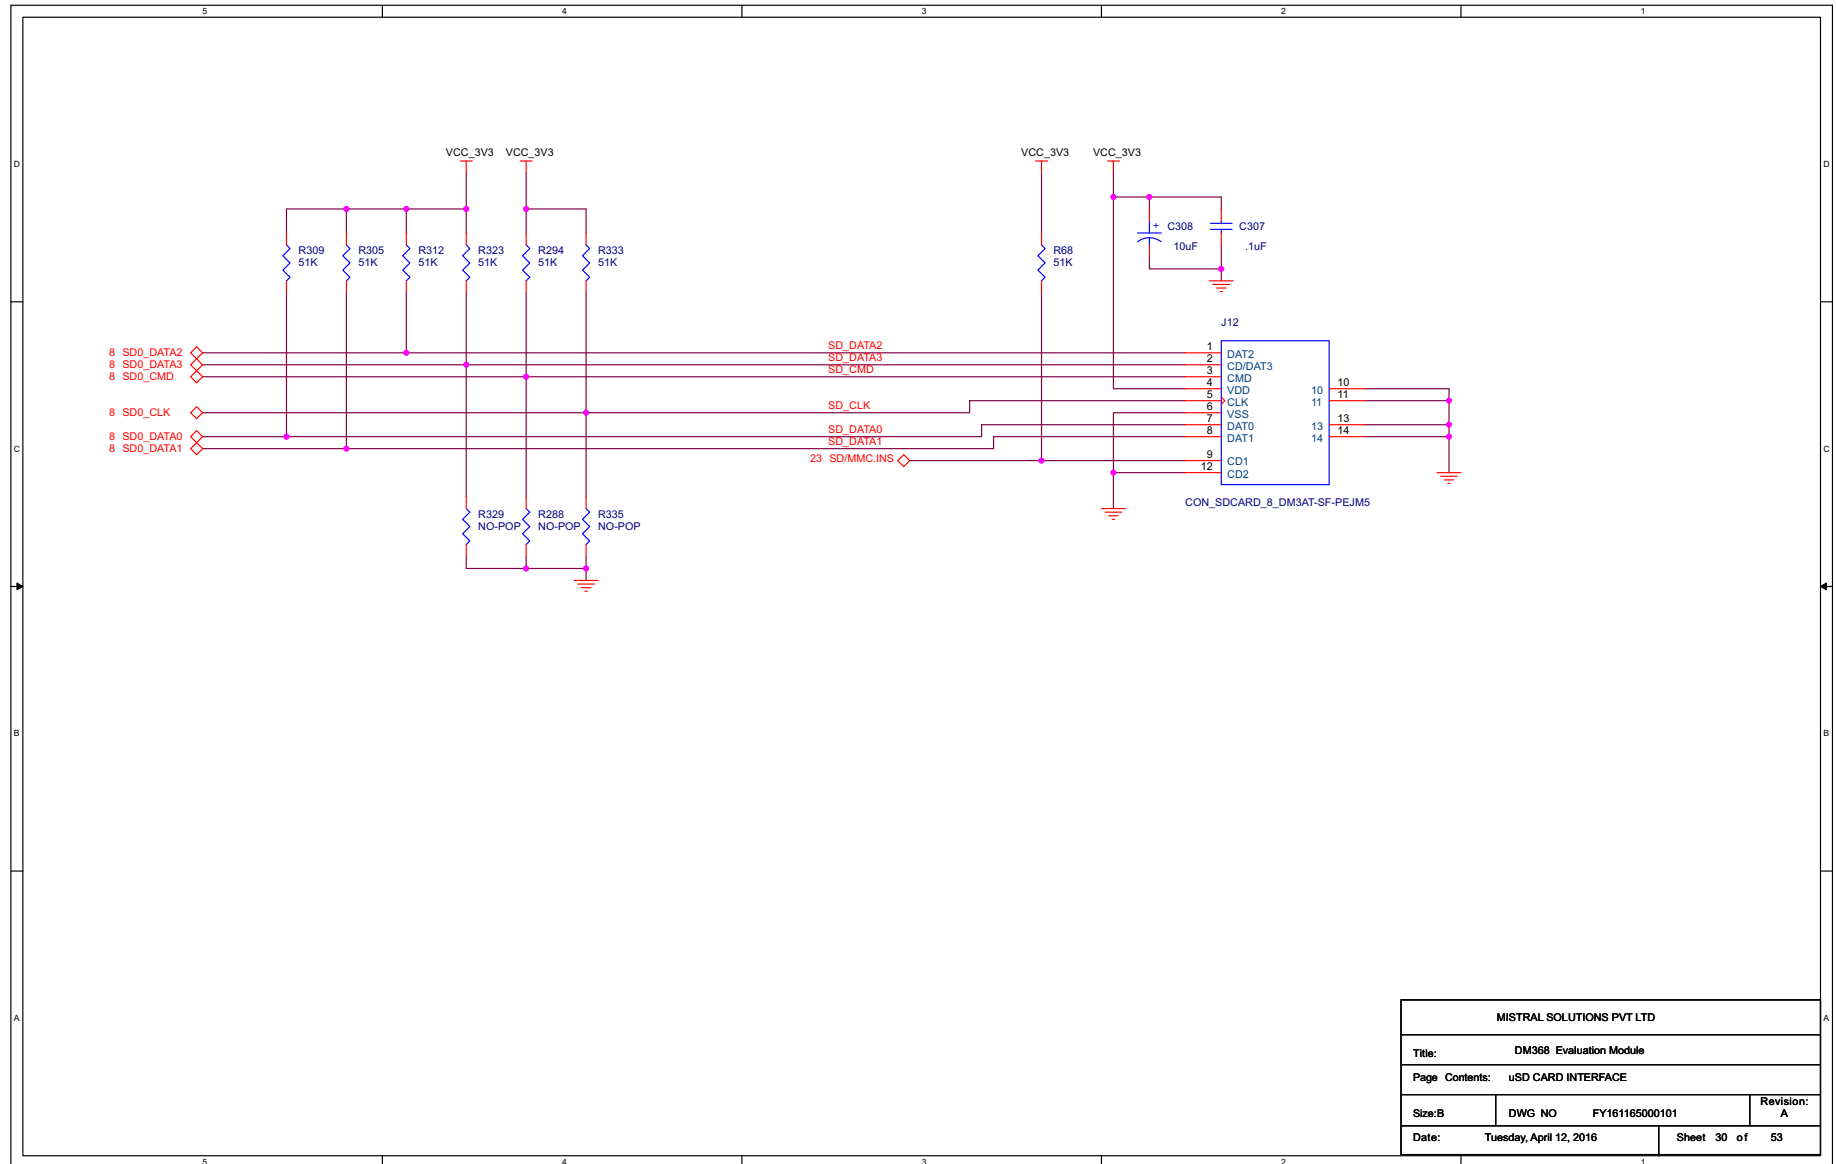 5 4 3 2 1
D D
VCC_3V3 VCC_3V3 VCC_3V3 VCC_3V3
R309 R305 R312 R323 R294 R333 R68 + C308 C307
51K 51K 51K 51K 51K 51K 51K 10uF .1uF
J12
8 SD0_DATA2 SD_DATA2 1 DAT2
8 SD0_DATA3 SD_DATA3 2 CD/DAT3
8 SD0_CMD SD_CMD 3 CMD
4 VDD 10 10
8 SD0_CLK SD_CLK 5 CLK 11 11
6 VSS
8 SD0_DATA0 SD_DATA0 7 DAT0 13 13
8 SD0_DATA1 SD_DATA1 8 DAT1 14 14
C C
23 SD/MMC.INS 9 CD1
12 CD2
CON_SDCARD_8_DM3AT-SF-PEJM5
R329 R288 R335
NO-POP NO-POP NO-POP
B B
A A
MISTRAL SOLUTIONS PVT LTD
Title: DM368 Evaluation Module
Page Contents: uSD CARD INTERFACE
Size:B DWG NO FY161165000101 Revision: A
Date: Tuesday, April 12, 2016 Sheet 30 of 53
5 4 3 2 1